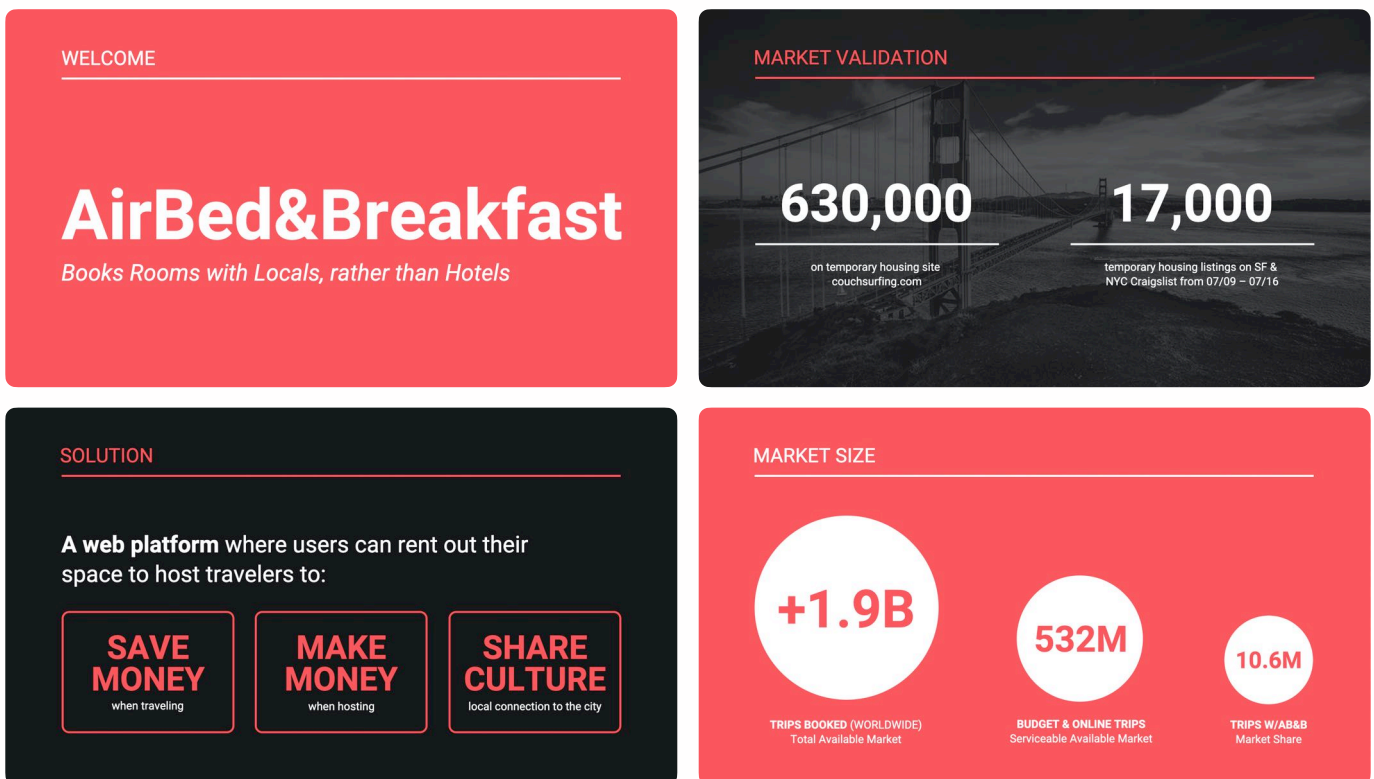 WELCOME
AirBed&Breakfast
Books Rooms with Locals, rather than Hotels
MARKET VALIDATION
630,000
on temporary housing site
couchsurfing.com
17,000
temporary housing listings on SF &
NYC Craigslist from 07/09 – 07/16
SOLUTION
A web platform where users can rent out their
space to host travelers to:
SAVE
MONEY
when traveling
MAKE
MONEY
when hosting
SHARE
CULTURE
local connection to the city
MARKET SIZE
+1.9B
TRIPS BOOKED (WORLDWIDE)
Total Available Market
532M
BUDGET & ONLINE TRIPS
Serviceable Available Market
10.6M
TRIPS W/AB&B
Market Share